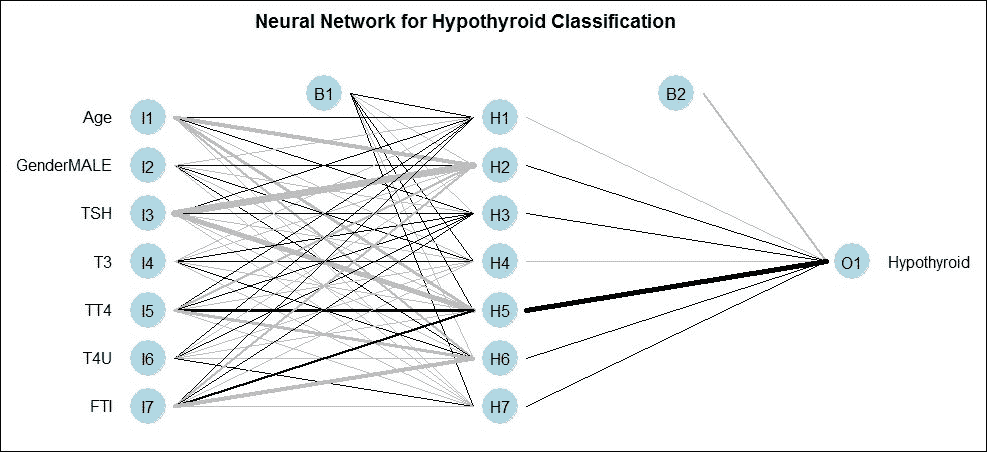 Neural Network for Hypothyroid Classification
B1 B2
Age I1 H1
GenderMALE I2 H2
TSH I3 H3
T3 I4 H4 O1 Hypothyroid
TT4 I5 H5
T4U I6 H6
FTI I7 H7